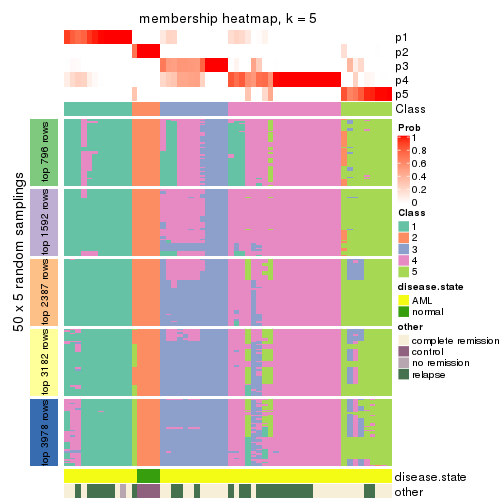 membership heatmap, k = 5
p1
p2
p3
p4
p5
Class
50 x 5 random samplings
top 796 rows
top 1592 rows
top 2387 rows
top 3182 rows
top 3978 rows
disease.state
other
Prob
1
0.8
0.6
0.4
0.2
0
Class
1
2
3
4
5
disease.state
AML
normal
other
complete remission
control
no remission
relapse